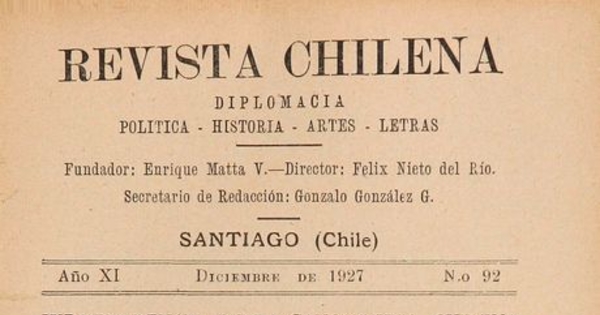 REVISTA CHILENA
DIPLOMACIA
POLITICA - HISTORIA - ARTES - LETRAS
Fundador: Enrique Matta V.—Director: Felix Nieto del Río.
Secretario de Redacción: Gonzalo González G.
SANTIAGO (Chile)
Año XI DICIEMBRE DE 1927 N.o 92